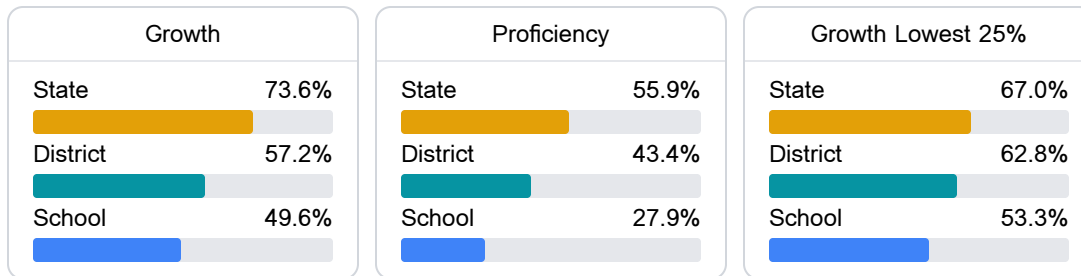 Growth
State 73.6%
District 57.2%
School 49.6%
Proficiency
State 55.9%
District 43.4%
School 27.9%
Growth Lowest 25%
State 67.0%
District 62.8%
School 53.3%